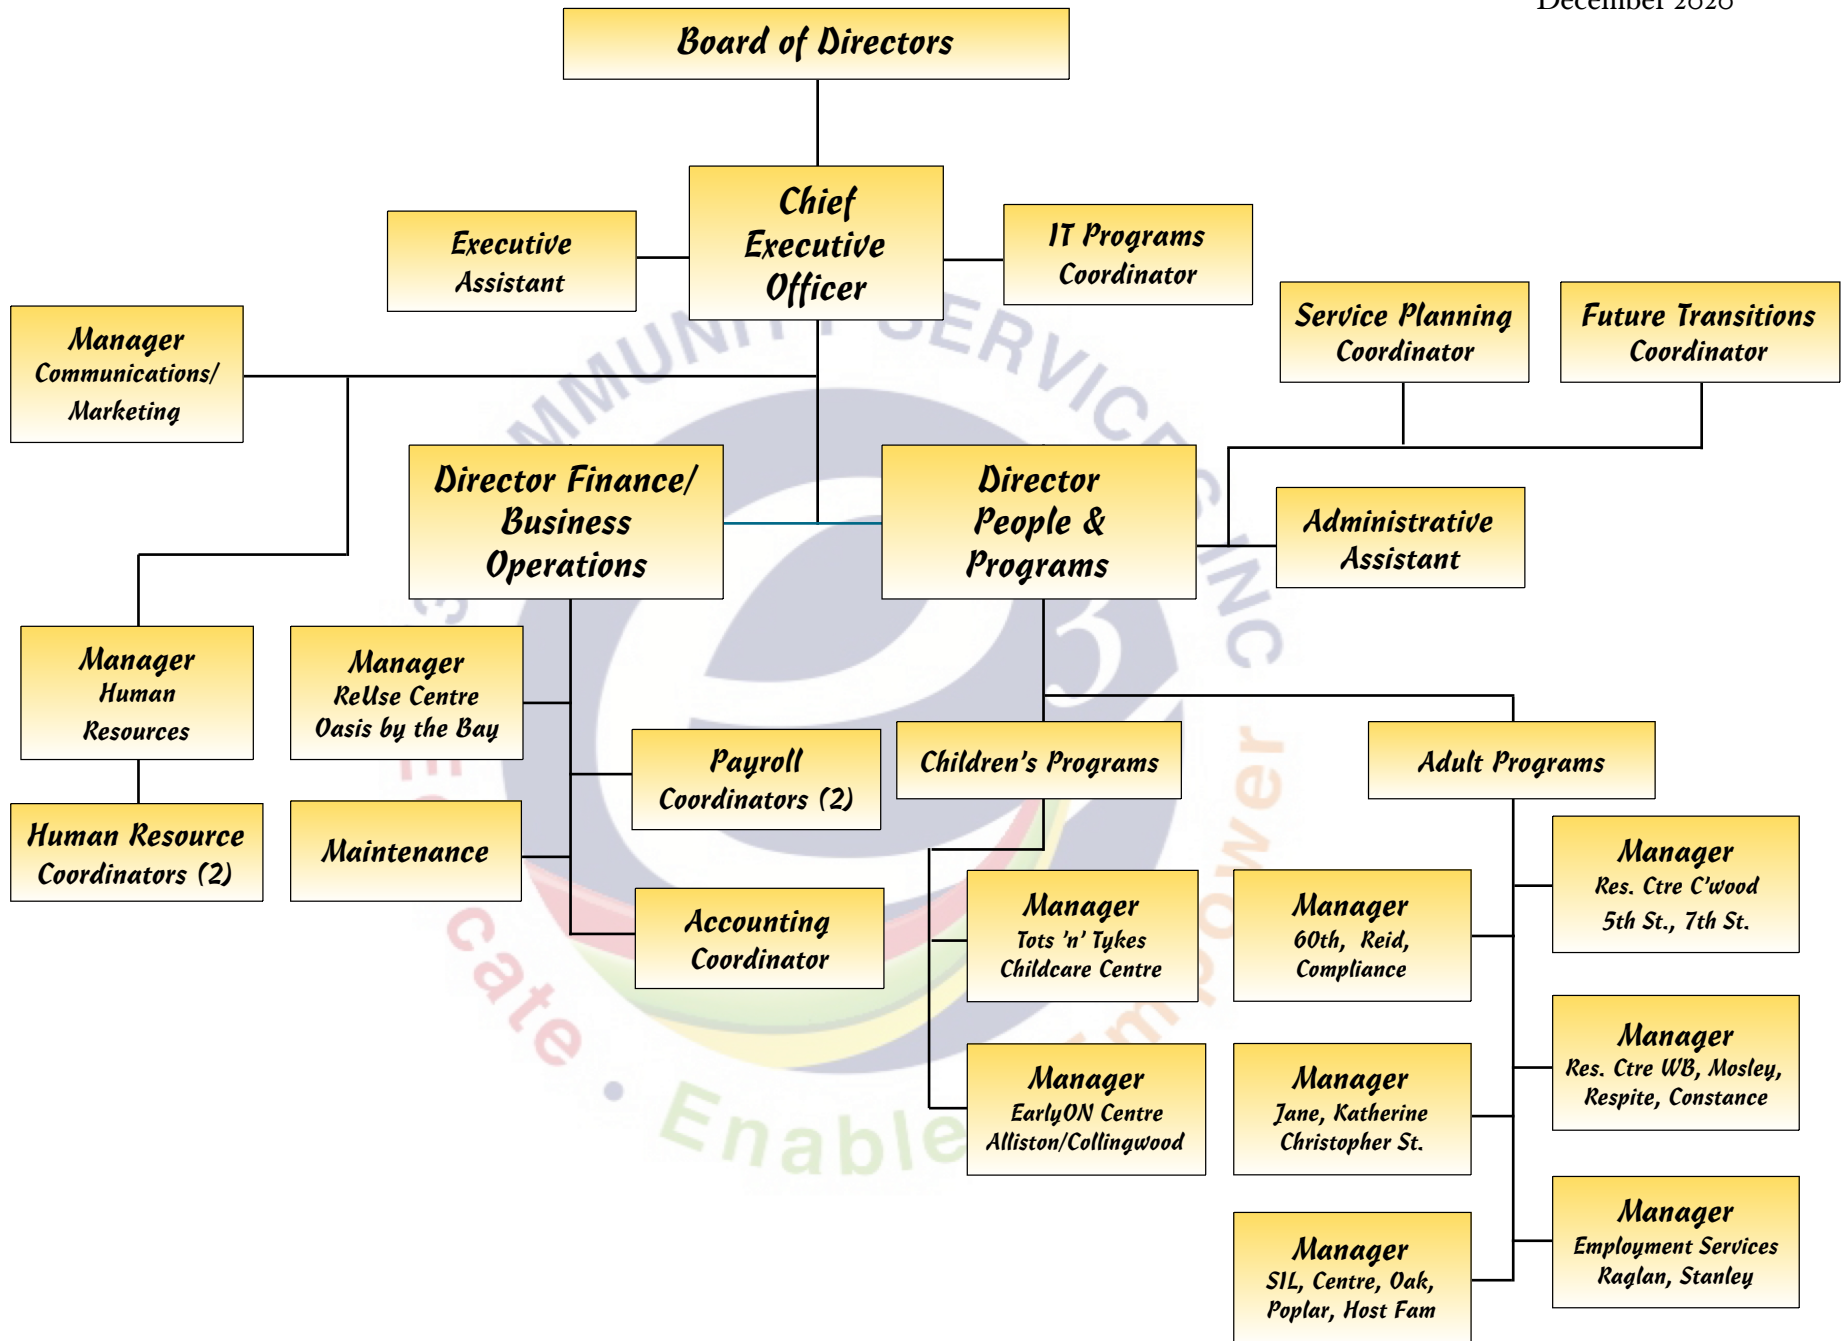 December 2020
Board of Directors
Chief
Executive
Officer
Executive
Assistant
IT Programs
Coordinator
Manager
Communications/
Marketing
Service Planning
Coordinator
Future Transitions
Coordinator
Director Finance/
Business
Operations
Director
People &
Programs
Administrative
Assistant
Manager
Human
Resources
Manager
ReUse Centre
Oasis by the Bay
Payroll
Coordinators (2)
Children's Programs
Adult Programs
Human Resource
Coordinators (2)
Maintenance
Accounting
Coordinator
Manager
Tots 'n' Tykes
Childcare Centre
Manager
60th, Reid,
Compliance
Manager
Res. Ctre C'wood
5th St., 7th St.
Manager
EarlyON Centre
Alliston/Collingwood
Manager
Jane, Katherine
Christopher St.
Manager
Res. Ctre WB, Mosley,
Respite, Constance
Manager
SIL, Centre, Oak,
Poplar, Host Fam
Manager
Employment Services
Raglan, Stanley
Enable